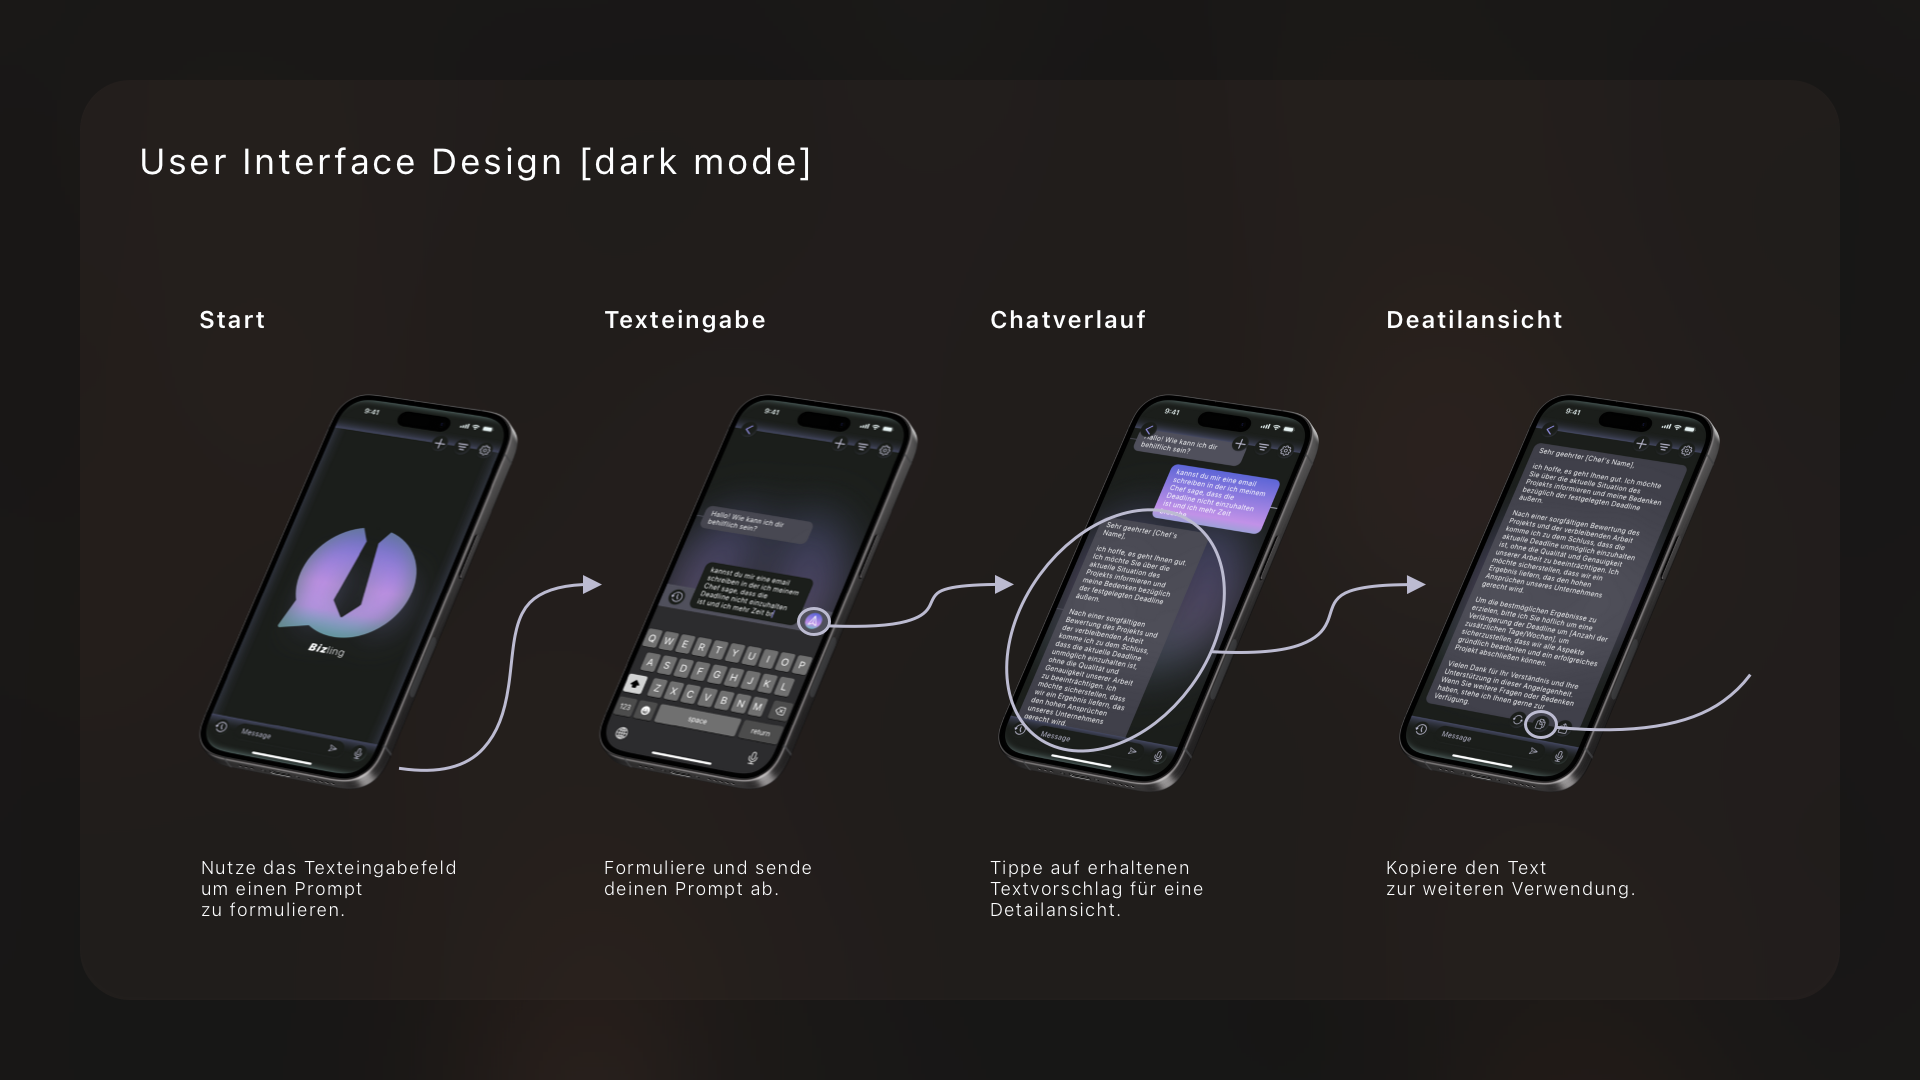 User Interface Design [dark mode]
Start
Texteingabe
Chatverlauf
Deatilansicht
9:41
Bizling
Message
9:41
Hallo! Wie kann ich dir
behilflich sein?
kannst du mir eine email
schreiben in der ich meinem
Chef sage, dass die
Deadline nicht einzuhalten
ist und ich mehr Zeit br
Q W E R T Y U I O P
A S D F G H J K L
Z X C V B N M
123 space return
9:41
Hallo! Wie kann ich dir
behilflich sein?
kannst du mir eine email
schreiben in der ich meinem
Chef sage, dass die
Deadline nicht einzuhalten
ist und ich mehr Zeit
brauche.
Sehr geehrter [Chef's
Name],
ich hoffe, es geht Ihnen gut.
Ich möchte Sie über die
aktuelle Situation des
Projekts informieren und
meine Bedenken bezüglich
der festgelegten Deadline
äußern.
Nach einer sorgfältigen
Bewertung des Projekts und
der verbleibenden Arbeit
komme ich zu dem Schluss,
dass die aktuelle Deadline
unmöglich einzuhalten ist,
ohne die Qualität und
Genauigkeit unserer Arbeit
zu beeinträchtigen. Ich
möchte sicherstellen, dass
wir ein Ergebnis liefern, das
den hohen Ansprüchen
unseres Unternehmens
gerecht wird.
Message
9:41
Sehr geehrter [Chef's Name],
ich hoffe, es geht Ihnen gut. Ich möchte
Sie über die aktuelle Situation des
Projekts informieren und meine Bedenken
bezüglich der festgelegten Deadline
äußern.
Nach einer sorgfältigen Bewertung des
Projekts und der verbleibenden Arbeit
komme ich zu dem Schluss, dass die
aktuelle Deadline unmöglich einzuhalten
ist, ohne die Qualität und Genauigkeit
unserer Arbeit zu beeinträchtigen. Ich
möchte sicherstellen, dass wir ein
Ergebnis liefern, das den hohen
Ansprüchen unseres Unternehmens
gerecht wird.
Um die bestmöglichen Ergebnisse zu
erzielen, bitte ich Sie höflich um eine
Verlängerung der Deadline um [Anzahl der
zusätzlichen Tage/Wochen], um
sicherzustellen, dass wir alle Aspekte
gründlich bearbeiten und ein erfolgreiches
Projekt abschließen können.
Vielen Dank für Ihr Verständnis und Ihre
Unterstützung in dieser Angelegenheit.
Wenn Sie weitere Fragen oder Bedenken
haben, stehe ich Ihnen gerne zur
Verfügung.
Message
Nutze das Texteingabefeld
um einen Prompt
zu formulieren.
Formuliere und sende
deinen Prompt ab.
Tippe auf erhaltenen
Textvorschlag für eine
Detailansicht.
Kopiere den Text
zur weiteren Verwendung.